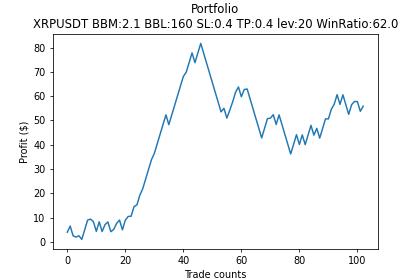 Portfolio
XRPUSDT BBM:2.1 BBL:160 SL:0.4 TP:0.4 lev:20 WinRatio:62.0
80
70
60
50
40
30
20
10
0
Profit ($)
0 20 40 60 80 100
Trade counts